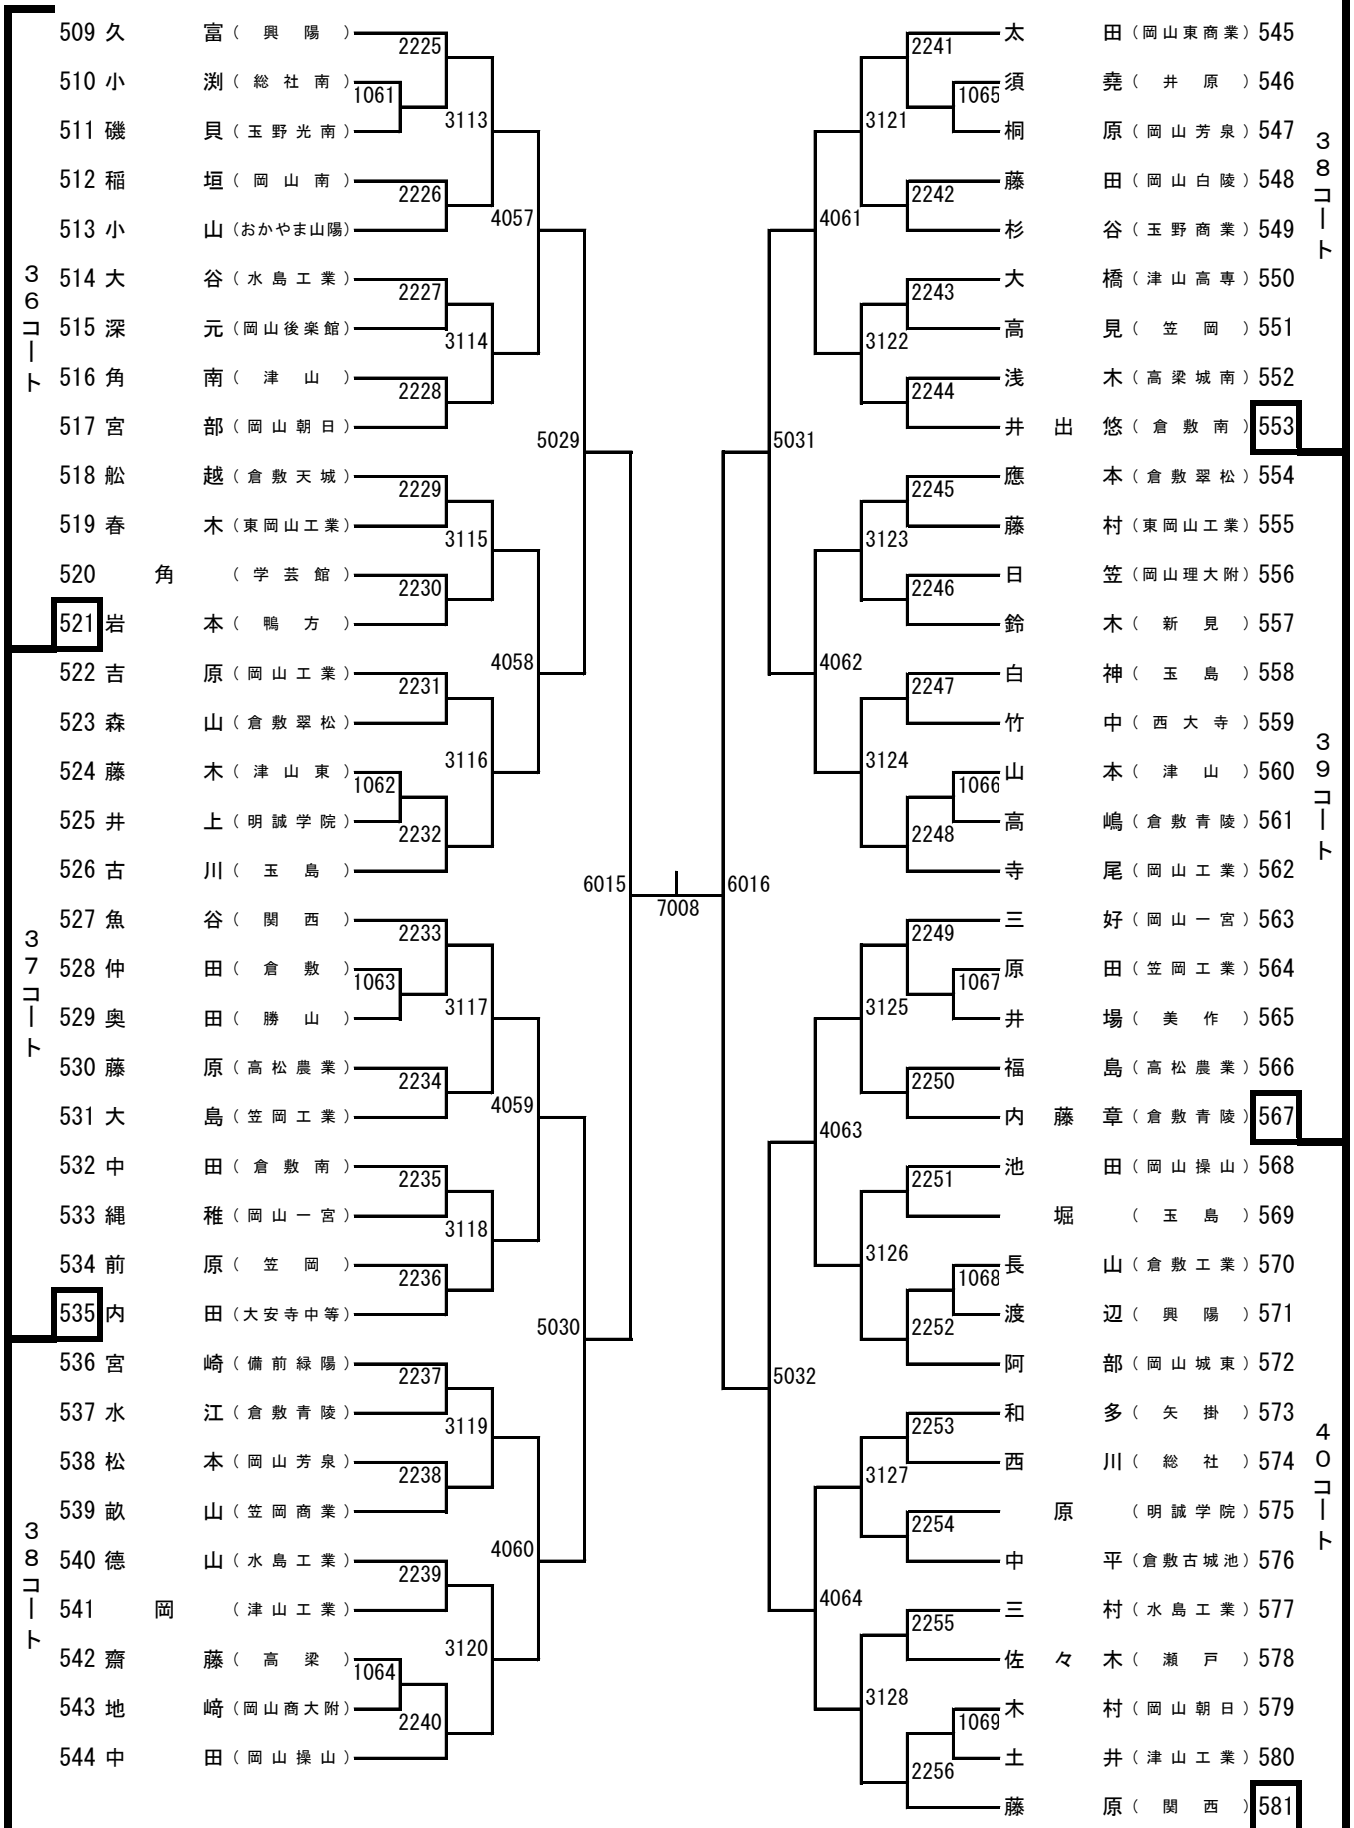 509 久富（興陽）
510 小渕（総社南）
511 磯貝（玉野光南）
512 稲垣（岡山南）
513 小山（おかやま山陽）
514 大谷（水島工業）
515 深元（岡山後楽館）
516 角南（津山）
517 宮部（岡山朝日）
518 舩越（倉敷天城）
519 春木（東岡山工業）
520 角（学芸館）
521 岩本（鴨方）
522 吉原（岡山工業）
523 森山（倉敷翠松）
524 藤木（津山東）
525 井上（明誠学院）
526 古川（玉島）
527 魚谷（関西）
528 仲田（倉敷）
529 奥田（勝山）
530 藤原（高松農業）
531 大島（笠岡工業）
532 中田（倉敷南）
533 縄稚（岡山一宮）
534 前原（笠岡）
535 内田（大安寺中等）
536 宮崎（備前緑陽）
537 水江（倉敷青陵）
538 松本（岡山芳泉）
539 畝山（笠岡商業）
540 德山（水島工業）
541 岡（津山工業）
542 齋藤（高梁）
543 地﨑（岡山商大附）
544 中田（岡山操山）
36コート
37コート
38コート
1061
1062
1063
1064
2225
2226
2227
2228
2229
2230
2231
2232
2233
2234
2235
2236
2237
2238
2239
2240
3113
3114
3115
3116
3117
3118
3119
3120
4057
4058
4059
4060
5029
5030
6015
7008
6016
5031
5032
4061
4062
4063
4064
3121
3122
3123
3124
3125
3126
3127
3128
2241
2242
2243
2244
2245
2246
2247
2248
2249
2250
2251
2252
2253
2254
2255
2256
1065
1066
1067
1068
1069
太田（岡山東商業）545
須堯（井原）546
桐原（岡山芳泉）547
藤田（岡山白陵）548
杉谷（玉野商業）549
大橋（津山高専）550
高見（笠岡）551
浅木（高梁城南）552
井出悠（倉敷南）553
應本（倉敷翠松）554
藤村（東岡山工業）555
日笠（岡山理大附）556
鈴木（新見）557
白神（玉島）558
竹中（西大寺）559
山本（津山）560
高嶋（倉敷青陵）561
寺尾（岡山工業）562
三好（岡山一宮）563
原田（笠岡工業）564
井場（美作）565
福島（高松農業）566
内藤章（倉敷青陵）567
池田（岡山操山）568
堀（玉島）569
長山（倉敷工業）570
渡辺（興陽）571
阿部（岡山城東）572
和多（矢掛）573
西川（総社）574
原（明誠学院）575
中平（倉敷古城池）576
三村（水島工業）577
佐々木（瀬戸）578
木村（岡山朝日）579
土井（津山工業）580
藤原（関西）581
38コート
39コート
40コート